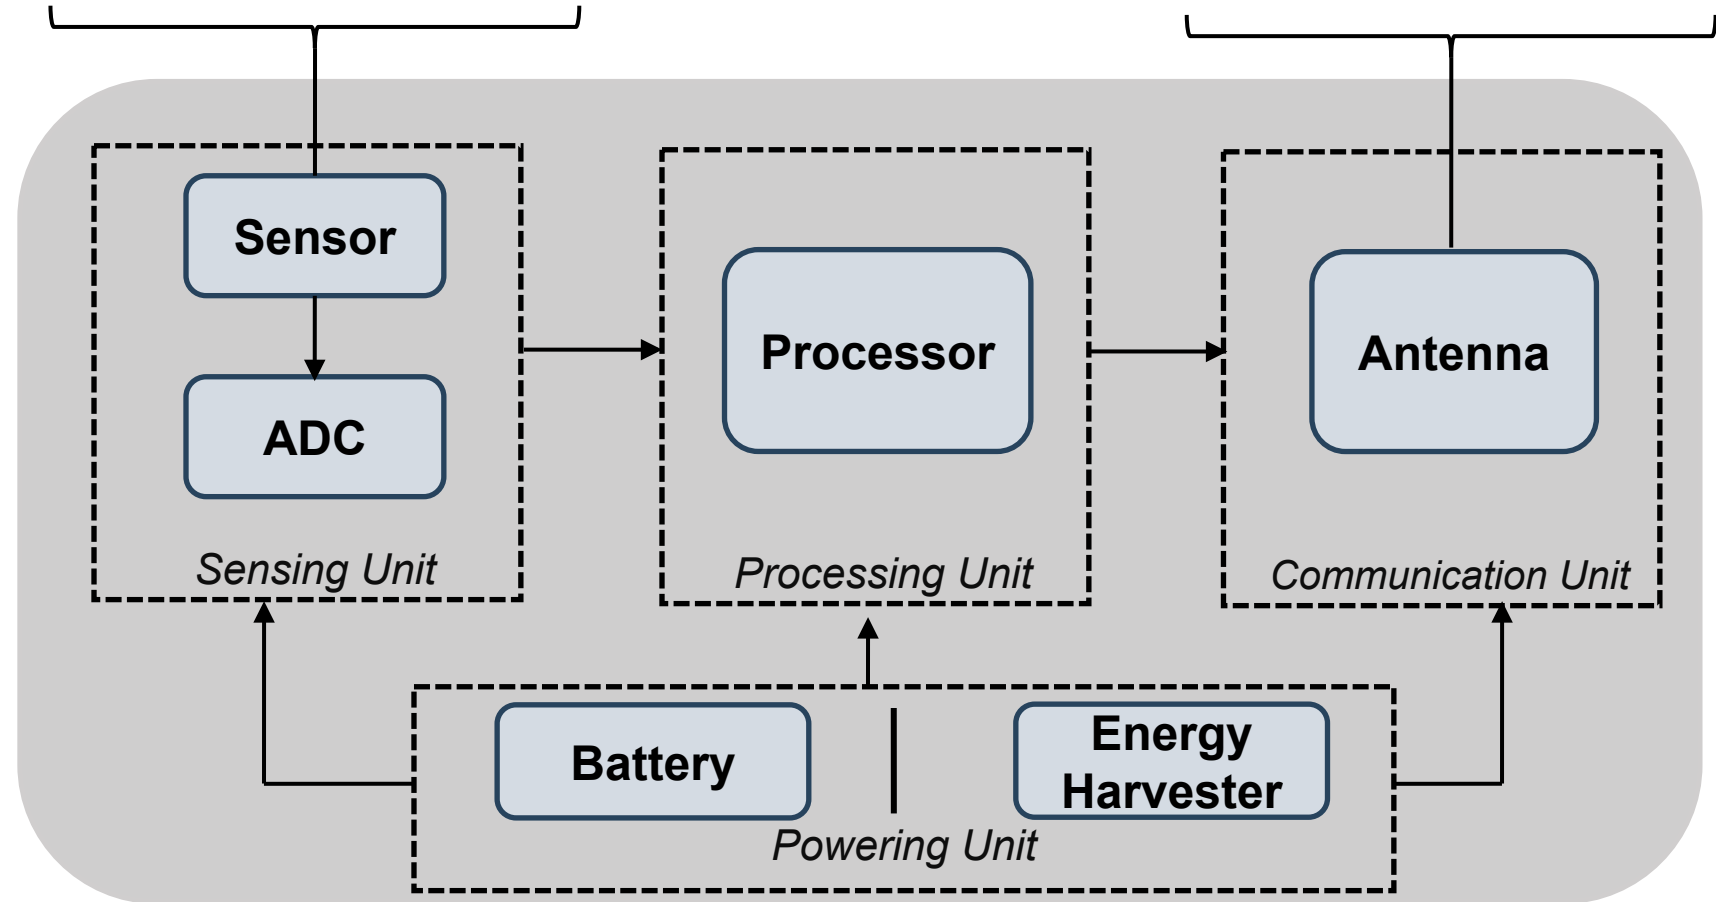 Sensor
ADC
Sensing Unit
Processor
Processing Unit
Antenna
Communication Unit
Battery
Energy
Harvester
Powering Unit